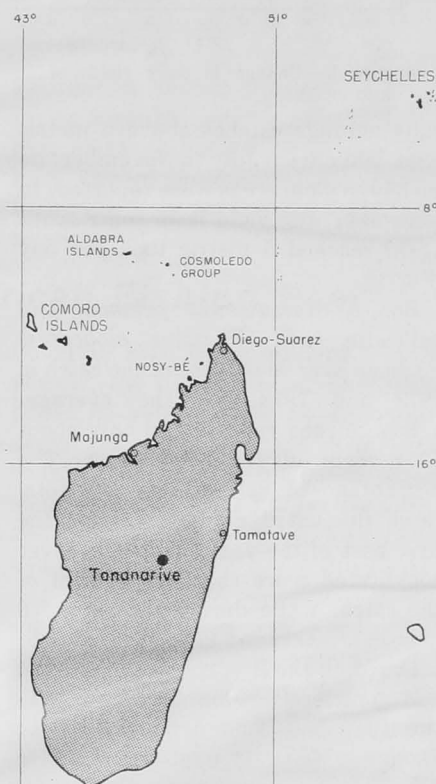 43°
51°
SEYCHELLES
8°
ALDABRA
ISLANDS
COSMOLEDO
GROUP
COMORO
ISLANDS
Diego-Suarez
NOSY-BÉ
Majunga
16°
Tamatave
Tananarive